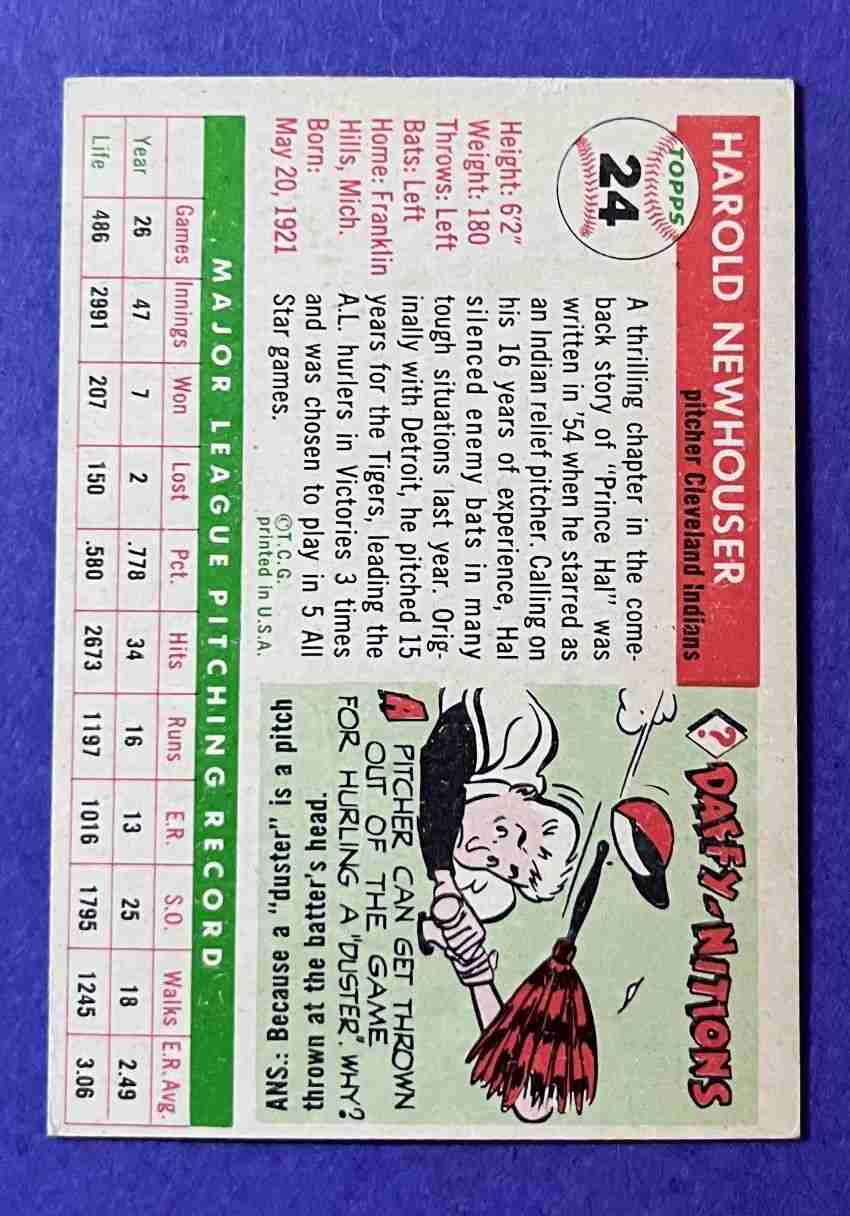 HAROLD NEWHOUSER
pitcher Cleveland Indians
TOPPS
24
Height: 6'2"
Weight: 180
Throws: Left
Bats: Left
Home: Franklin
Hills, Mich.
Born:
May 20, 1921
A thrilling chapter in the come-
back story of "Prince Hal" was
written in '54 when he starred as
an Indian relief pitcher. Calling on
his 16 years of experience, Hal
silenced enemy bats in many
tough situations last year. Orig-
inally with Detroit, he pitched 15
years for the Tigers, leading the
A.L. hurlers in Victories 3 times
and was chosen to play in 5 All
Star games.
©T.C.G.
printed in U.S.A.
? DAFFY-NITIONS
A PITCHER CAN GET THROWN
OUT OF THE GAME
FOR HURLING A "DUSTER". WHY?
ANS.: Because a "duster" is a pitch
thrown at the batter's head.
MAJOR LEAGUE PITCHING RECORD
Games Innings Won Lost Pct. Hits Runs E.R. S.O. Walks E.R.Avg.
Year 26 47 7 2 .778 34 16 13 25 18 2.49
Life 486 2991 207 150 .580 2673 1197 1016 1795 1245 3.06